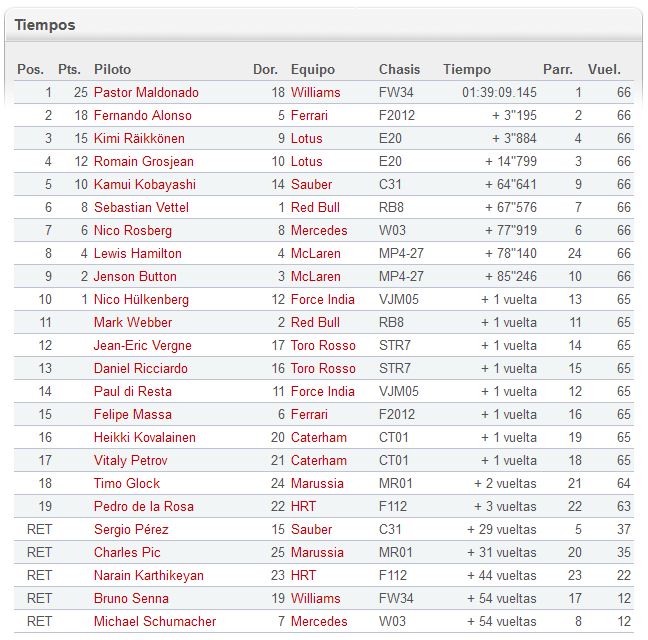 Tiempos
Pos. Pts. Piloto Dor. Equipo Chasis Tiempo Parr. Vuel.
1 25 Pastor Maldonado 18 Williams FW34 01:39:09.145 1 66
2 18 Fernando Alonso 5 Ferrari F2012 + 3"195 2 66
3 15 Kimi Räikkönen 9 Lotus E20 + 3"884 4 66
4 12 Romain Grosjean 10 Lotus E20 + 14"799 3 66
5 10 Kamui Kobayashi 14 Sauber C31 + 64"641 9 66
6 8 Sebastian Vettel 1 Red Bull RB8 + 67"576 7 66
7 6 Nico Rosberg 8 Mercedes W03 + 77"919 6 66
8 4 Lewis Hamilton 4 McLaren MP4-27 + 78"140 24 66
9 2 Jenson Button 3 McLaren MP4-27 + 85"246 10 66
10 1 Nico Hülkenberg 12 Force India VJM05 + 1 vuelta 13 65
11 Mark Webber 2 Red Bull RB8 + 1 vuelta 11 65
12 Jean-Eric Vergne 17 Toro Rosso STR7 + 1 vuelta 14 65
13 Daniel Ricciardo 16 Toro Rosso STR7 + 1 vuelta 15 65
14 Paul di Resta 11 Force India VJM05 + 1 vuelta 12 65
15 Felipe Massa 6 Ferrari F2012 + 1 vuelta 16 65
16 Heikki Kovalainen 20 Caterham CT01 + 1 vuelta 19 65
17 Vitaly Petrov 21 Caterham CT01 + 1 vuelta 18 65
18 Timo Glock 24 Marussia MR01 + 2 vueltas 21 64
19 Pedro de la Rosa 22 HRT F112 + 3 vueltas 22 63
RET Sergio Pérez 15 Sauber C31 + 29 vueltas 5 37
RET Charles Pic 25 Marussia MR01 + 31 vueltas 20 35
RET Narain Karthikeyan 23 HRT F112 + 44 vueltas 23 22
RET Bruno Senna 19 Williams FW34 + 54 vueltas 17 12
RET Michael Schumacher 7 Mercedes W03 + 54 vueltas 8 12